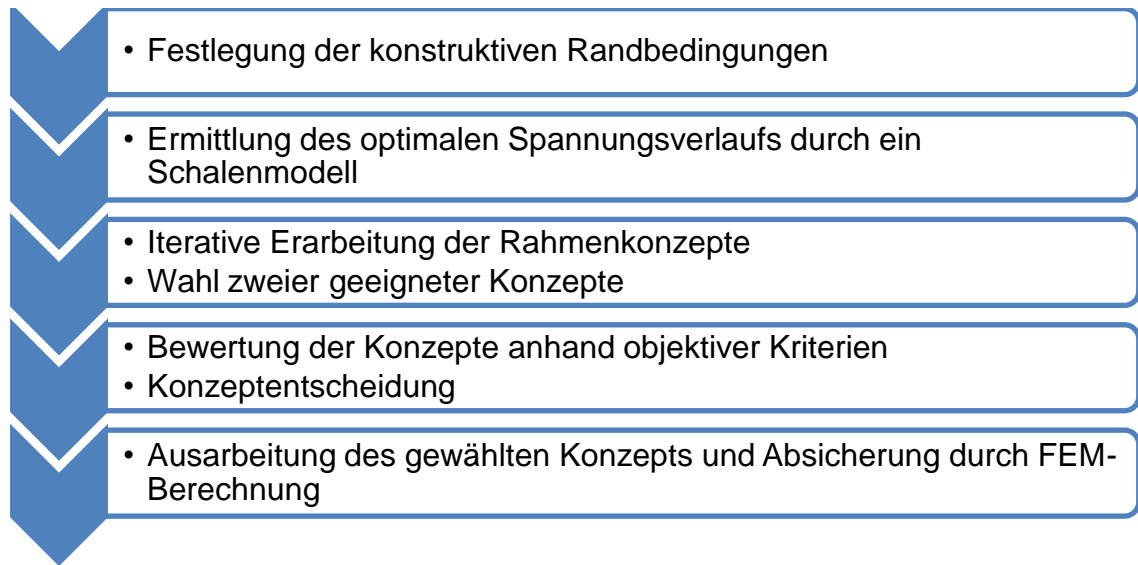 • Festlegung der konstruktiven Randbedingungen
• Ermittlung des optimalen Spannungsverlaufs durch ein
Schalenmodell
• Iterative Erarbeitung der Rahmenkonzepte
• Wahl zweier geeigneter Konzepte
• Bewertung der Konzepte anhand objektiver Kriterien
• Konzeptentscheidung
• Ausarbeitung des gewählten Konzepts und Absicherung durch FEM-
Berechnung